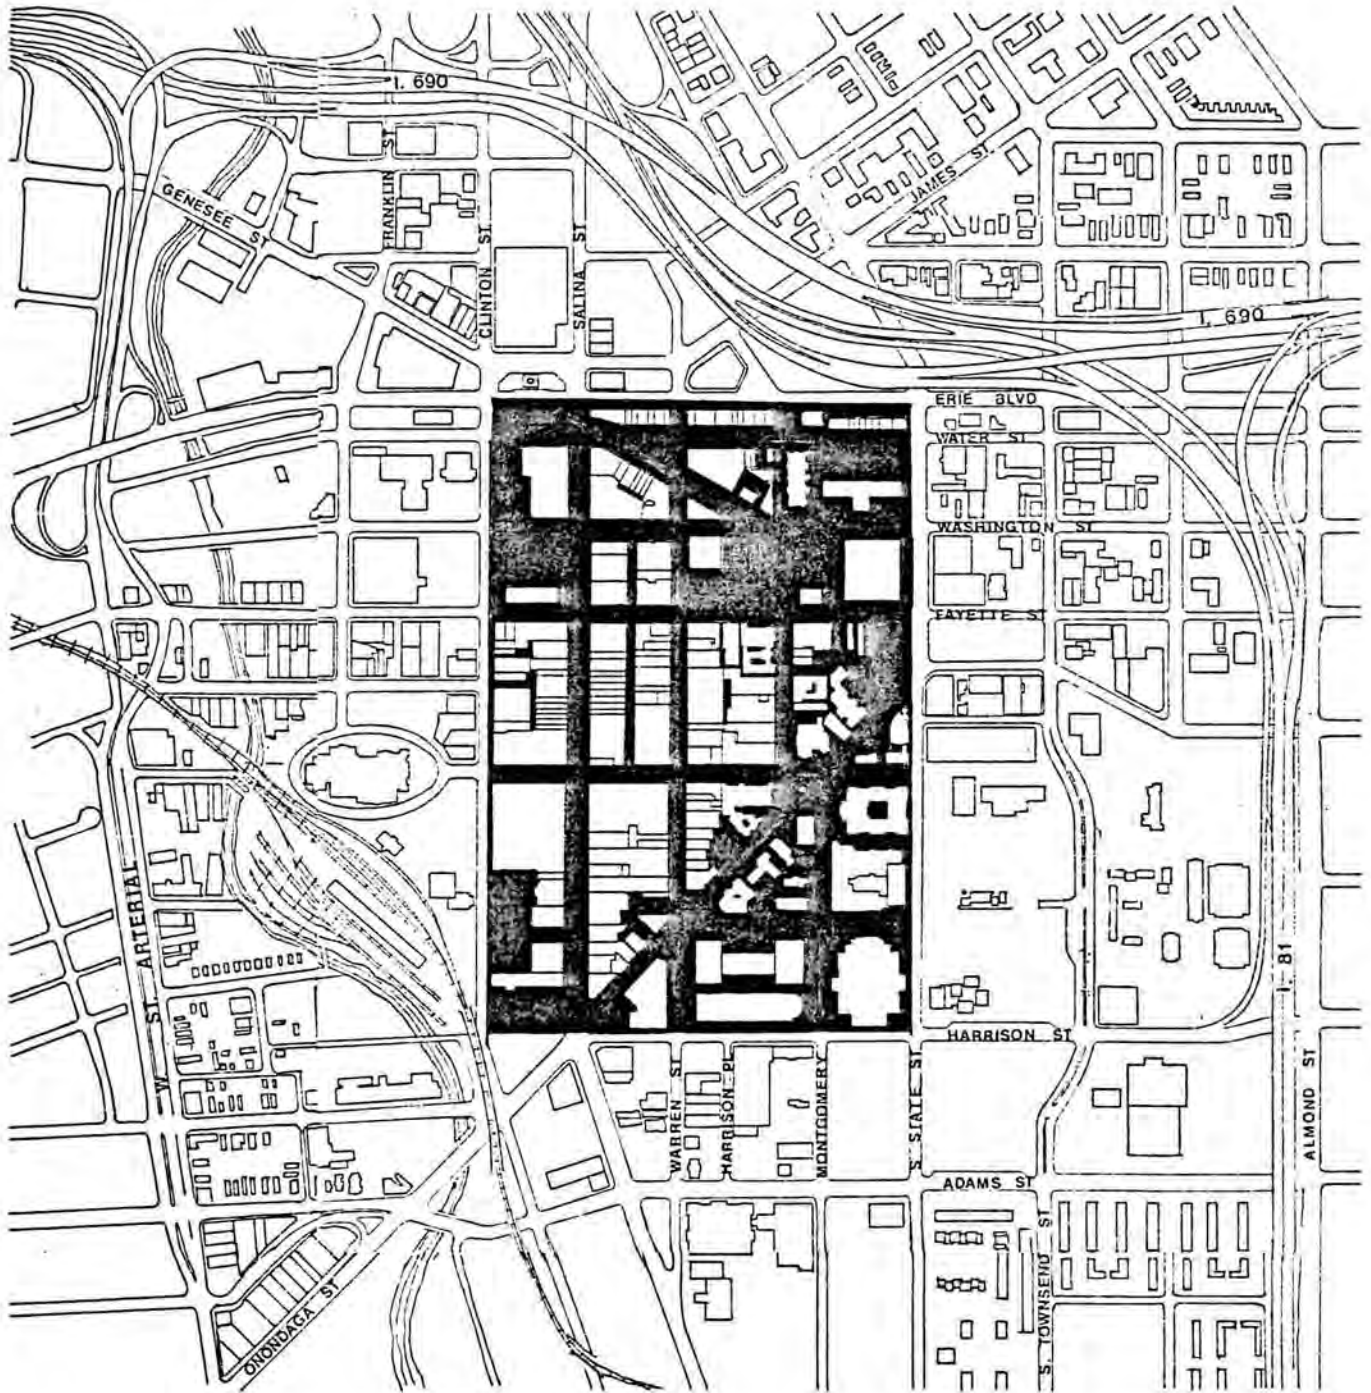 I. 690
JAMES ST.
GENESEE ST
FRANKLIN ST
CLINTON ST.
SALINA ST
I. 690
ERIE BLVD
WATER ST
WASHINGTON ST
FAYETTE ST
W ST ARTERIAL
I. 81
HARRISON ST
WARREN ST
HARRISON PL
MONTGOMERY
S. STATE ST.
ALMOND ST
ADAMS ST
S. TOWNSEND ST
ONONDAGA ST